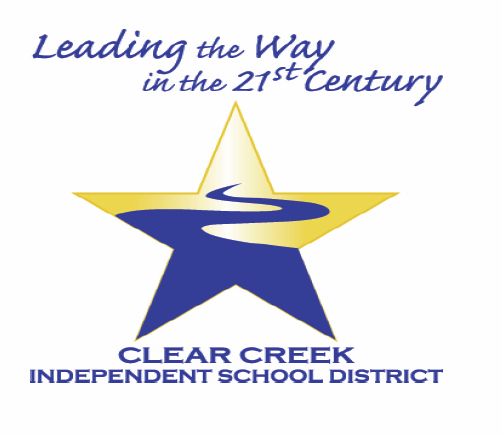 Leading the Way
in the 21st Century
CLEAR CREEK
INDEPENDENT SCHOOL DISTRICT